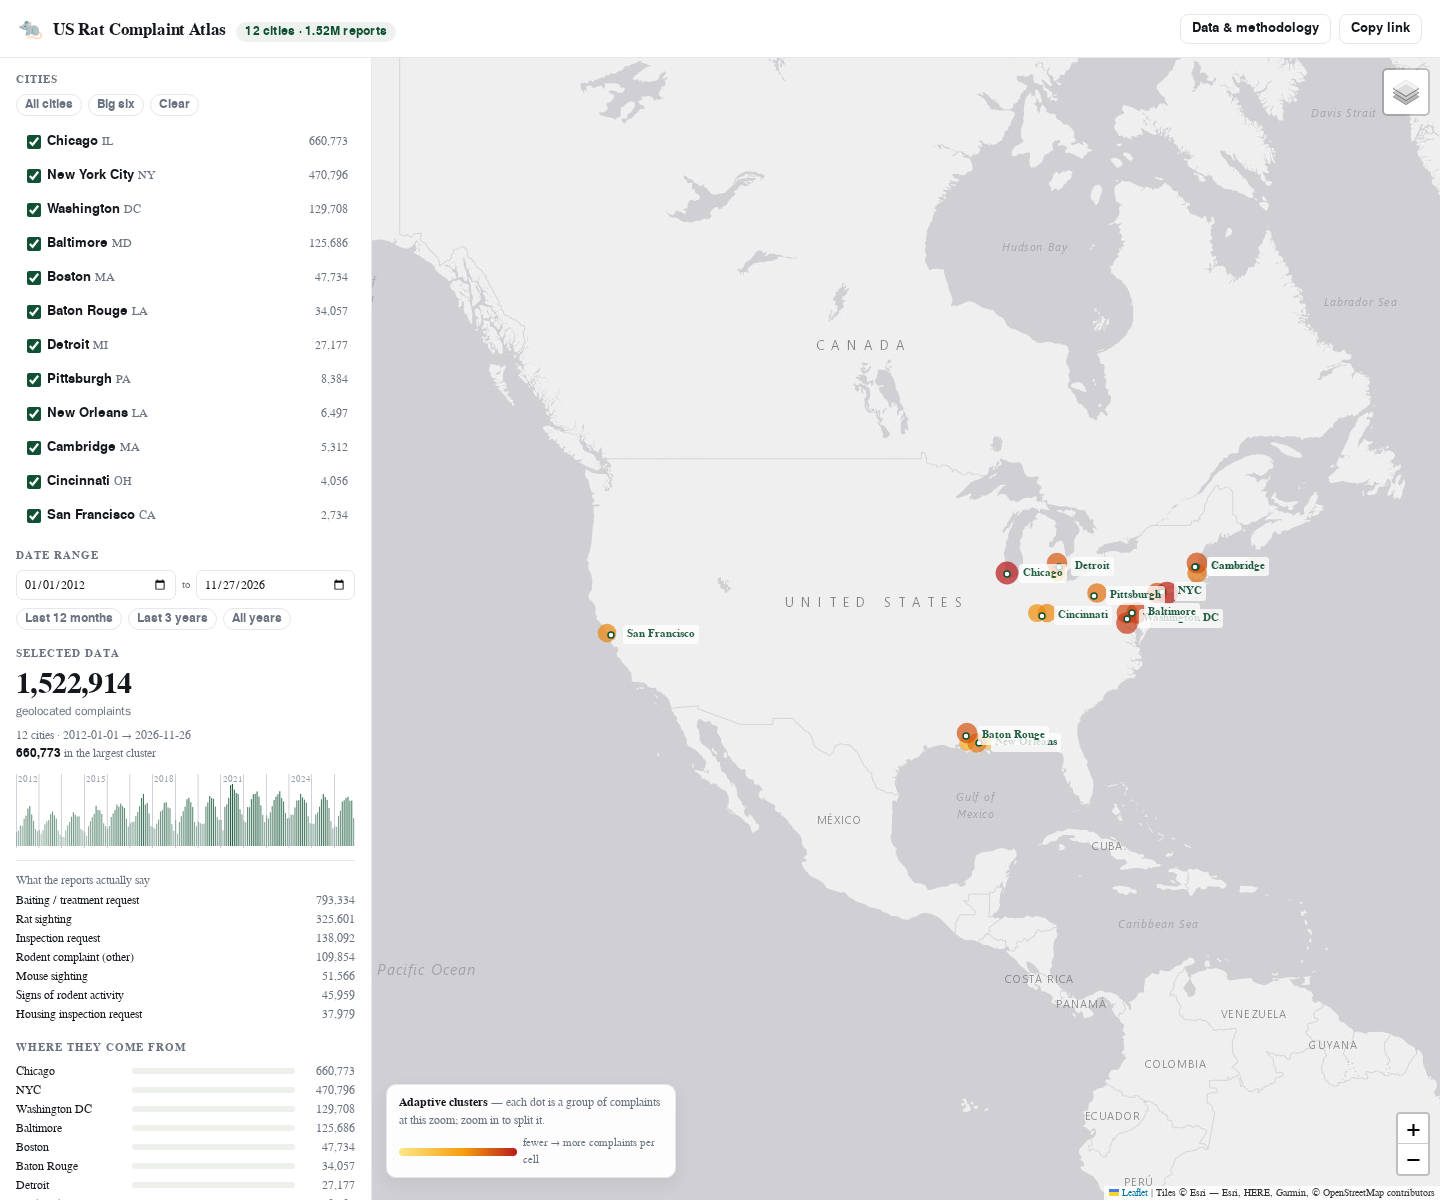 US Rat Complaint Atlas
12 cities · 1.52M reports
Data & methodology
Copy link
CITIES
All cities
Big six
Clear
Chicago IL 660,773
New York City NY 470,796
Washington DC 129,708
Baltimore MD 125,686
Boston MA 47,734
Baton Rouge LA 34,057
Detroit MI 27,177
Pittsburgh PA 8,384
New Orleans LA 6,497
Cambridge MA 5,312
Cincinnati OH 4,056
San Francisco CA 2,734
DATE RANGE
01/01/2012 to 11/27/2026
Last 12 months
Last 3 years
All years
SELECTED DATA
1,522,914
geolocated complaints
12 cities · 2012-01-01 → 2026-11-26
660,773 in the largest cluster
2012 2015 2018 2021 2024
What the reports actually say
Baiting / treatment request 793,334
Rat sighting 325,601
Inspection request 138,092
Rodent complaint (other) 109,854
Mouse sighting 51,566
Signs of rodent activity 45,959
Housing inspection request 37,979
WHERE THEY COME FROM
Chicago 660,773
NYC 470,796
Washington DC 129,708
Baltimore 125,686
Boston 47,734
Baton Rouge 34,057
Detroit 27,177
Davis Strait
Hudson Bay
Labrador Sea
CANADA
UNITED STATES
Chicago
Detroit
Cambridge
Pittsburgh
NYC
Cincinnati
Baltimore
Washington, DC
San Francisco
Baton Rouge
New Orleans
Gulf of
Mexico
MÉXICO
CUBA
Caribbean Sea
Pacific Ocean
COSTA RICA
PANAMÁ
VENEZUELA
GUYANA
COLOMBIA
ECUADOR
PERÚ
Adaptive clusters — each dot is a group of complaints
at this zoom; zoom in to split it.
fewer → more complaints per
cell
+
−
Leaflet | Tiles © Esri — Esri, HERE, Garmin, © OpenStreetMap contributors